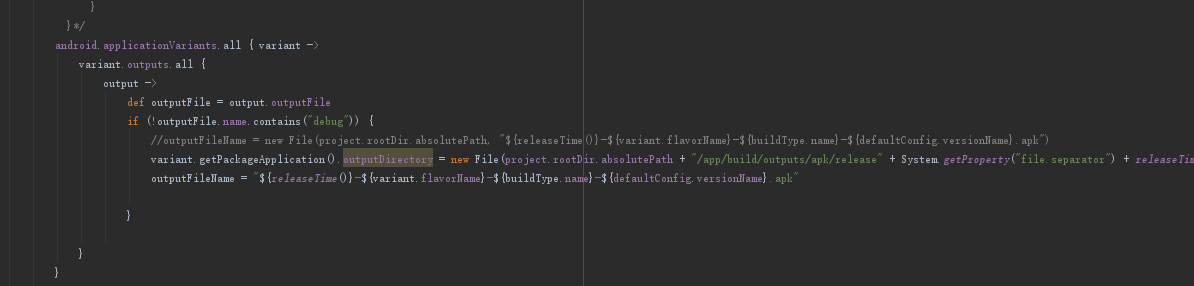 }
}*/
android.applicationVariants.all { variant ->
variant.outputs.all {
output ->
def outputFile = output.outputFile
if (!outputFile.name.contains("debug")) {
//outputFileName = new File(project.rootDir.absolutePath, "${releaseTime()}-${variant.flavorName}-${buildType.name}-${defaultConfig.versionName}.apk")
variant.getPackageApplication().outputDirectory = new File(project.rootDir.absolutePath + "/app/build/outputs/apk/release" + System.getProperty("file.separator") + releaseTim
outputFileName = "${releaseTime()}-${variant.flavorName}-${buildType.name}-${defaultConfig.versionName}.apk"
}
}
}